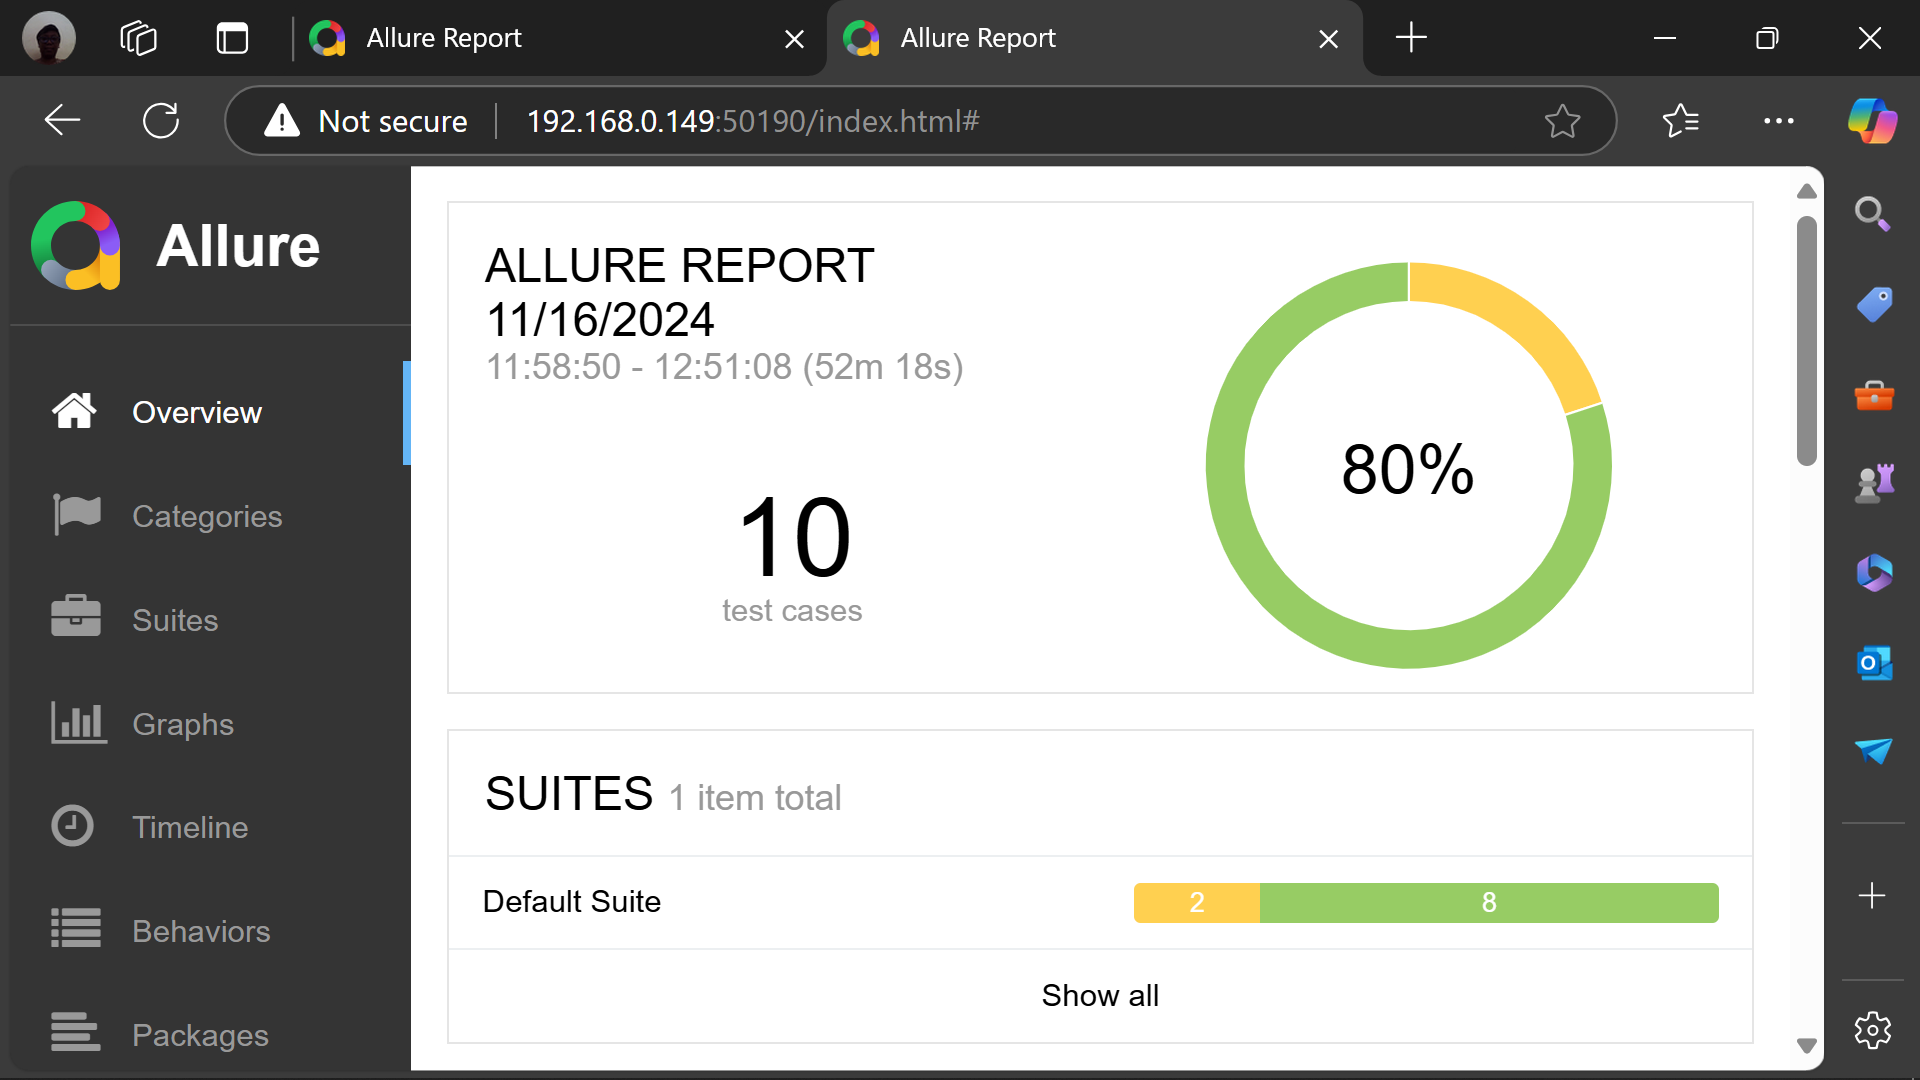 Allure Report
Allure Report
Not secure
192.168.0.149:50190/index.html#
Allure
Overview
Categories
Suites
Graphs
Timeline
Behaviors
Packages
ALLURE REPORT
11/16/2024
11:58:50 - 12:51:08 (52m 18s)
10
test cases
80%
SUITES 1 item total
Default Suite
2 8
Show all